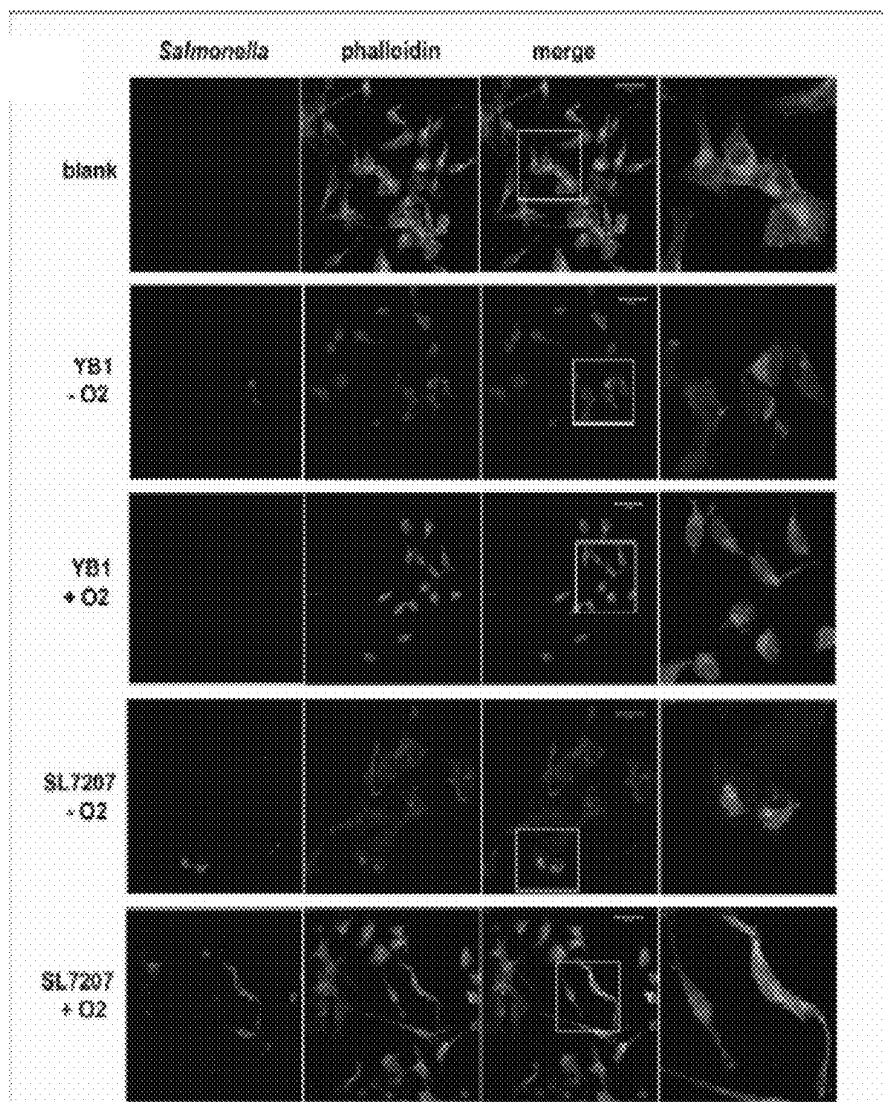 Salmonella phalloidin merge
blank
YB1
- O2
YB1
+ O2
SL7207
- O2
SL7207
+ O2